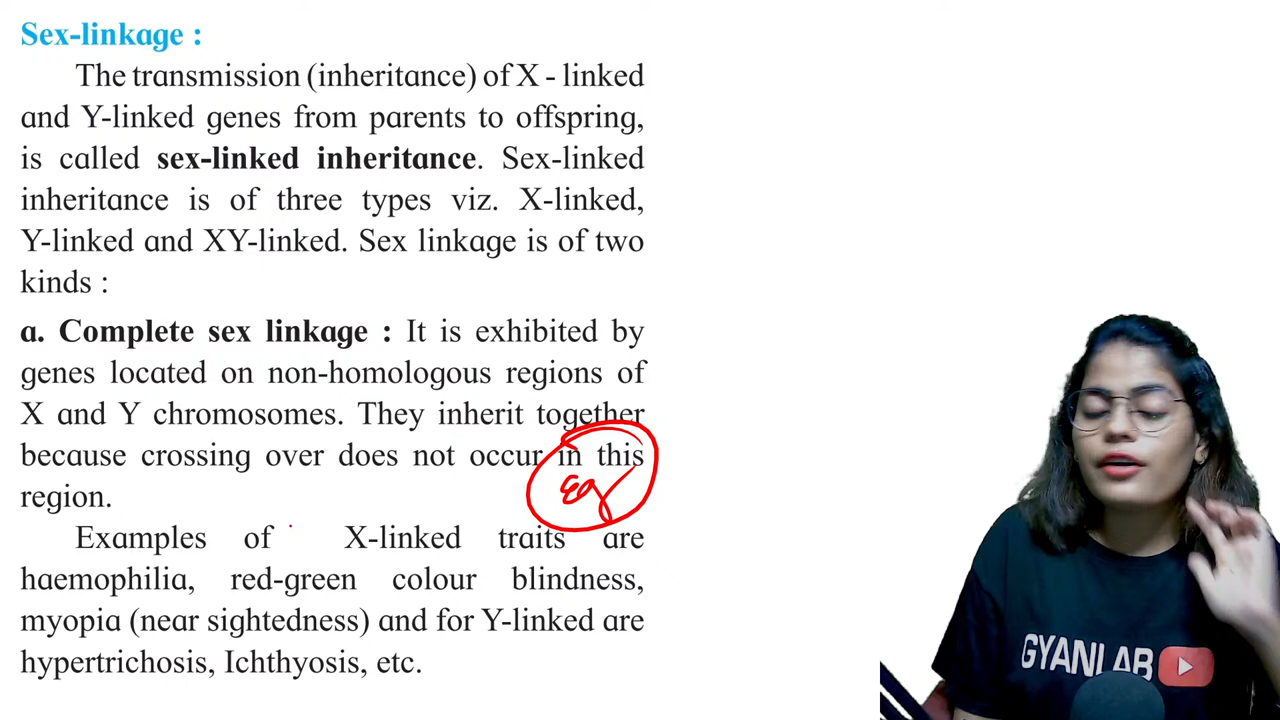 Sex-linkage :
The transmission (inheritance) of X - linked
and Y-linked genes from parents to offspring,
is called sex-linked inheritance. Sex-linked
inheritance is of three types viz. X-linked,
Y-linked and XY-linked. Sex linkage is of two
kinds :
a. Complete sex linkage : It is exhibited by
genes located on non-homologous regions of
X and Y chromosomes. They inherit together
because crossing over does not occur in this
region.
Eg
Examples of X-linked traits are
haemophilia, red-green colour blindness,
myopia (near sightedness) and for Y-linked are
hypertrichosis, Ichthyosis, etc.
GYANLAB